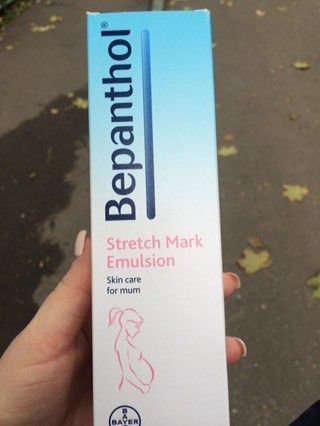 Bepanthol®
Stretch Mark
Emulsion
Skin care
for mum
B
A
BAYER
E
R